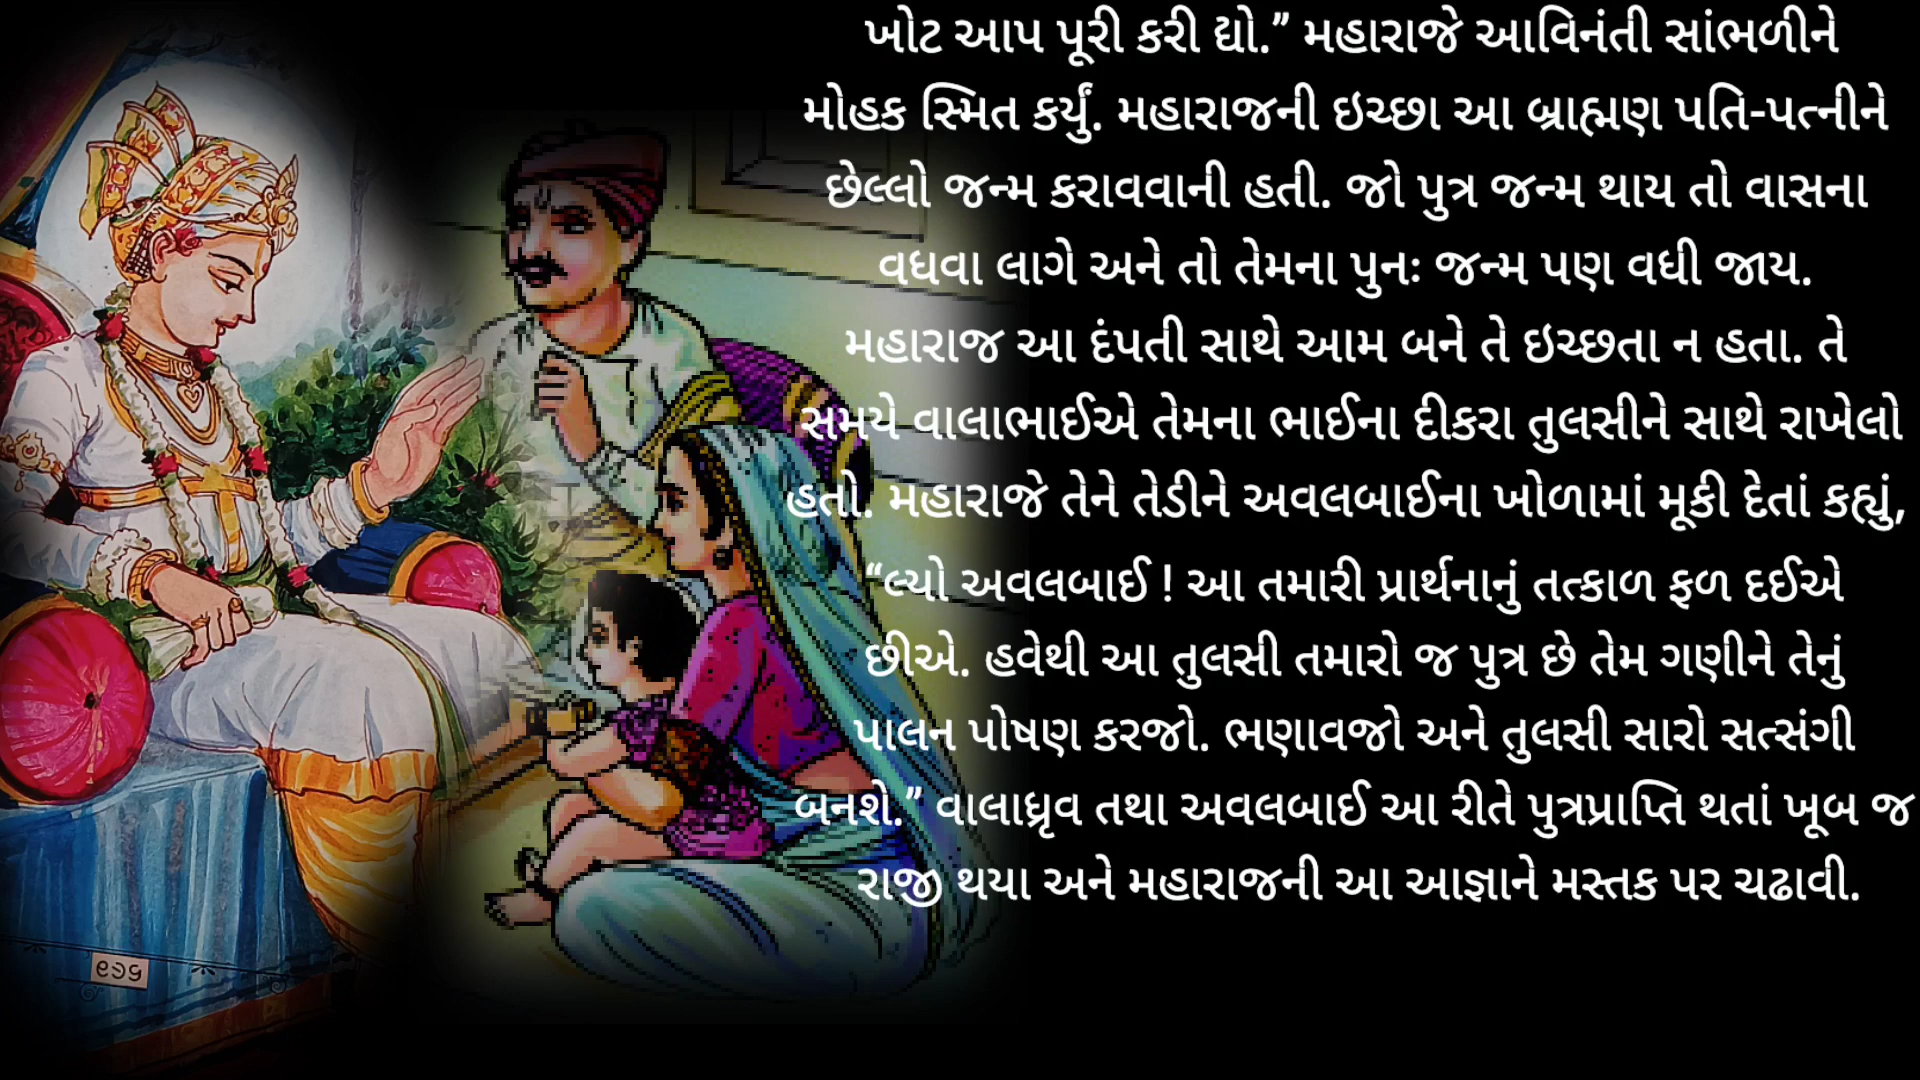 ખોટ આપ પૂરી કરી દ્યો.” મહારાજે આવિનંતી સાંભળીને
મોહક સ્મિત કર્યું. મહારાજની ઇચ્છા આ બ્રાહ્મણ પતિ-પત્નીને
છેલ્લો જન્મ કરાવવાની હતી. જો પુત્ર જન્મ થાય તો વાસના
વધવા લાગે અને તો તેમના પુનઃ જન્મ પણ વધી જાય.
મહારાજ આ દંપતી સાથે આમ બને તે ઇચ્છતા ન હતા. તે
સમયે વાલાભાઈએ તેમના ભાઈના દીકરા તુલસીને સાથે રાખેલો
હતો. મહારાજે તેને તેડીને અવલબાઈના ખોળામાં મૂકી દેતાં કહ્યું,
“લ્યો અવલબાઈ ! આ તમારી પ્રાર્થનાનું તત્કાળ ફળ દઈએ
છીએ. હવેથી આ તુલસી તમારો જ પુત્ર છે તેમ ગણીને તેનું
પાલન પોષણ કરજો. ભણાવજો અને તુલસી સારો સત્સંગી
બનશે.” વાલાધ્રૃવ તથા અવલબાઈ આ રીતે પુત્રપ્રાપ્તિ થતાં ખૂબ જ
રાજી થયા અને મહારાજની આ આજ્ઞાને મસ્તક પર ચઢાવી.